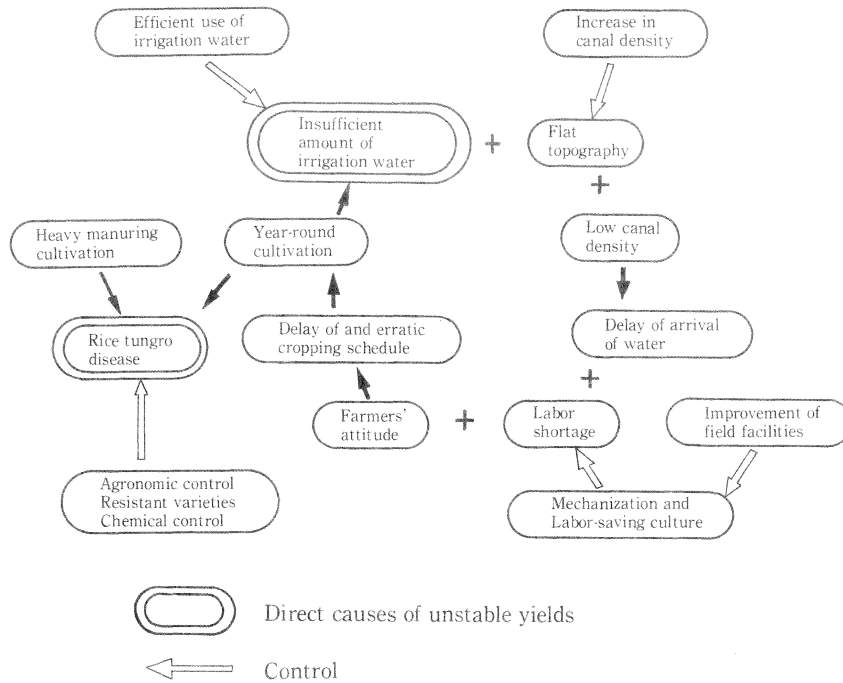 Efficient use of
irrigation water
Increase in
canal density
Insufficient
amount of
irrigation water
+
Flat
topography
+
Heavy manuring
cultivation
Year-round
cultivation
Low canal
density
Rice tungro
disease
Delay of and erratic
cropping schedule
Delay of arrival
of water
+
Farmers'
attitude
+
Labor
shortage
Improvement of
field facilities
Agronomic control
Resistant varieties
Chemical control
Mechanization and
Labor-saving culture
Direct causes of unstable yields
Control